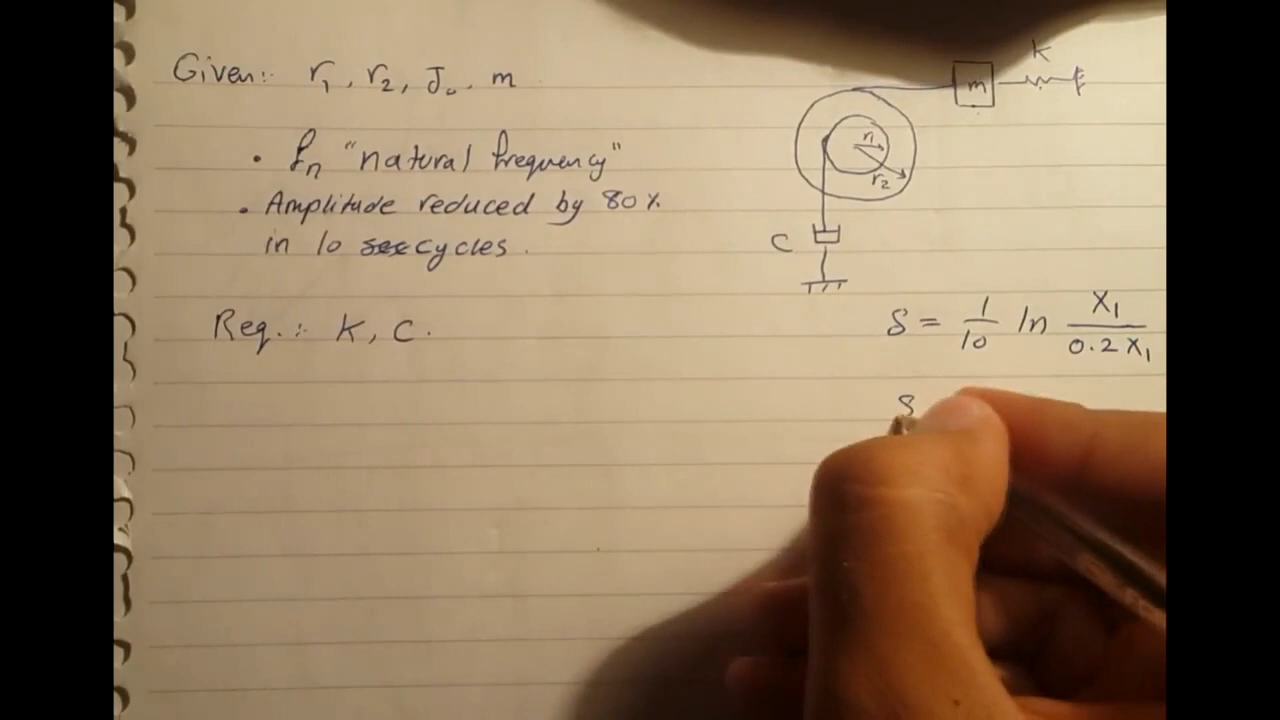 Given:- r₁, r₂, J₀, m
• fn "natural frequency"
• Amplitude reduced by 80%
in 10 cycles.
Req.:- K, C.
K
m
r₁
r₂
C
δ = 1/10 ln X₁/0.2X₁
δ